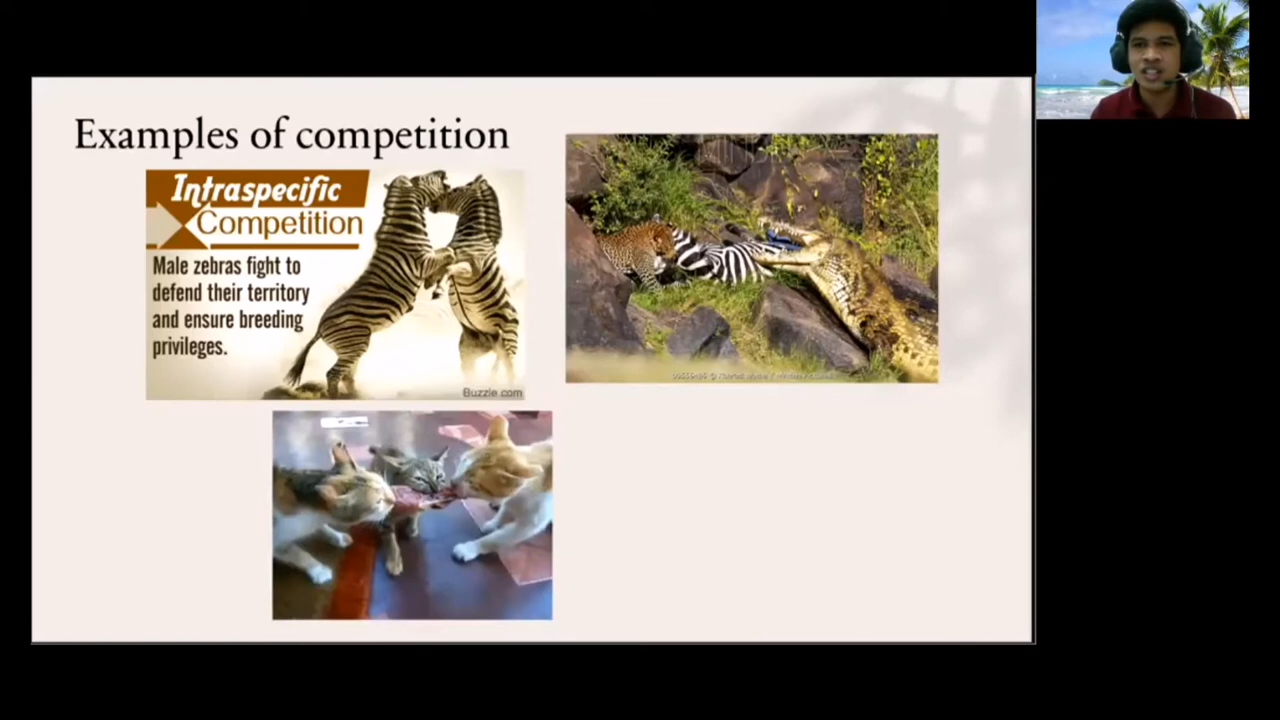 Examples of competition
Intraspecific
Competition
Male zebras fight to
defend their territory
and ensure breeding
privileges.
Buzzle.com